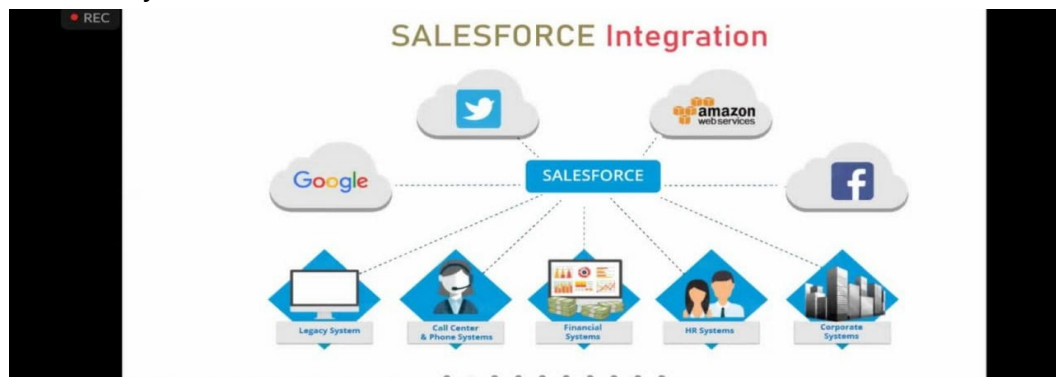 REC
SALESFORCE Integration
amazon
webservices
Google
SALESFORCE
f
Legacy System
Call Center
& Phone Systems
Financial
Systems
HR Systems
Corporate
Systems